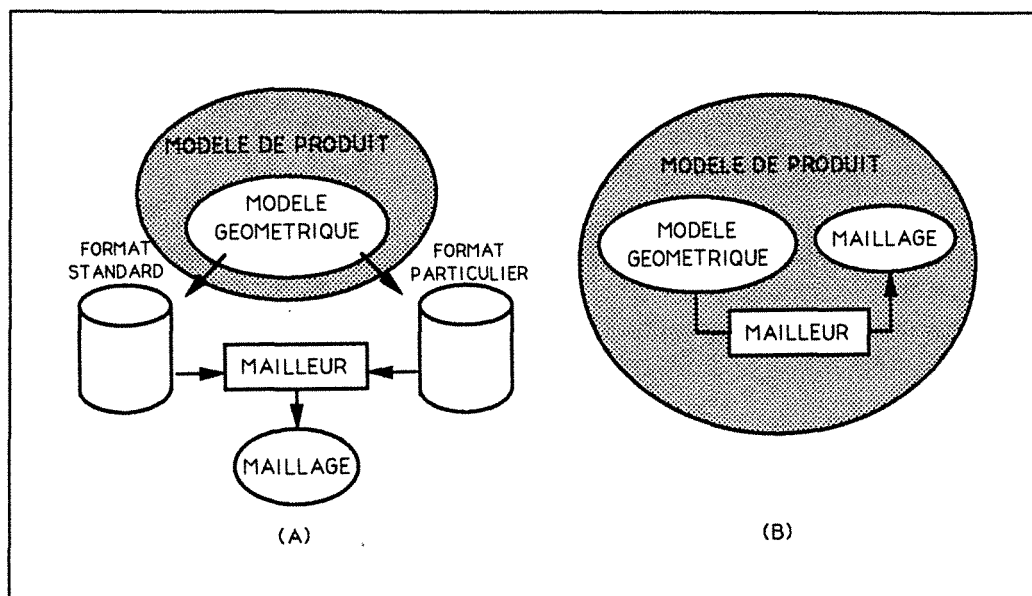 MODELE DE PRODUIT
MODELE
GEOMETRIQUE
FORMAT
STANDARD
FORMAT
PARTICULIER
MAILLEUR
MAILLAGE
(A)
MODELE DE PRODUIT
MODELE
GEOMETRIQUE
MAILLAGE
MAILLEUR
(B)